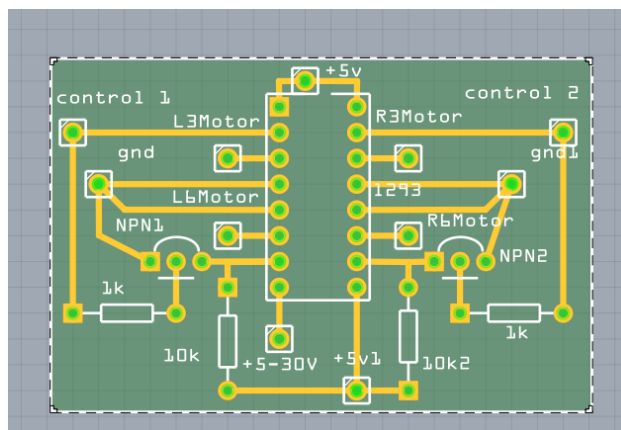 +5v
control 1
control 2
L3Motor
R3Motor
gnd
gnd1
L6Motor
1293
NPN1
R6Motor
NPN2
1k
1k
10k
+5-30V
+5v1
10k2